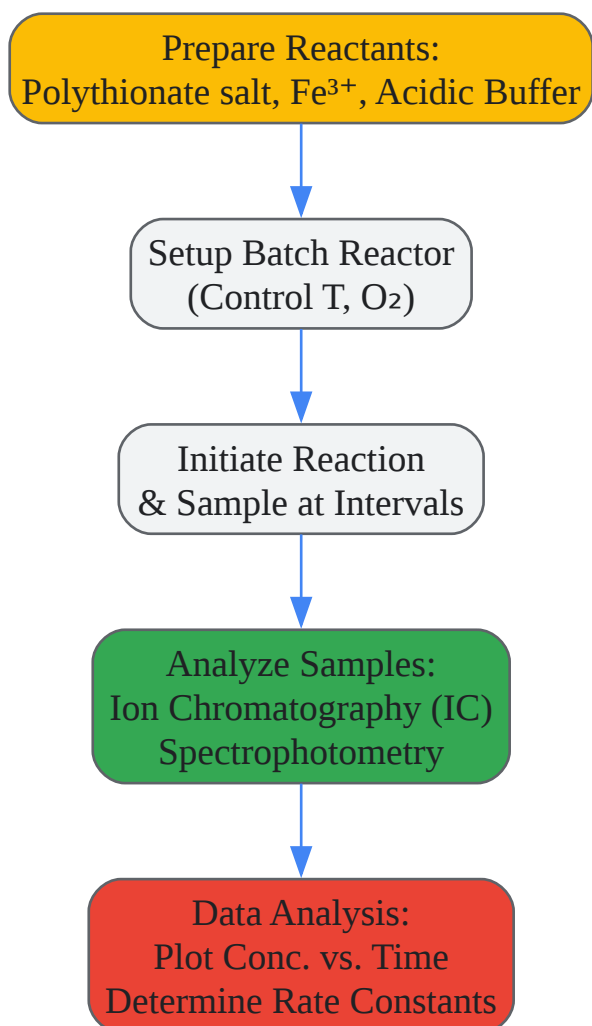 Prepare Reactants:
Polythionate salt, Fe³⁺, Acidic Buffer
Setup Batch Reactor
(Control T, O₂)
Initiate Reaction
& Sample at Intervals
Analyze Samples:
Ion Chromatography (IC)
Spectrophotometry
Data Analysis:
Plot Conc. vs. Time
Determine Rate Constants